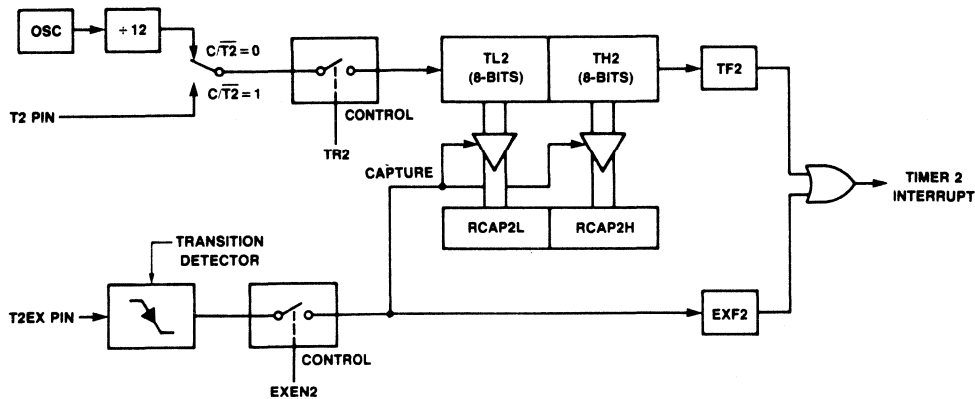 OSC
÷ 12
C/T2̅ = 0
C/T2̅ = 1
T2 PIN
CONTROL
TR2
TL2
(8-BITS)
TH2
(8-BITS)
TF2
CAPTURE
TIMER 2
INTERRUPT
RCAP2L
RCAP2H
TRANSITION
DETECTOR
T2EX PIN
CONTROL
EXEN2
EXF2